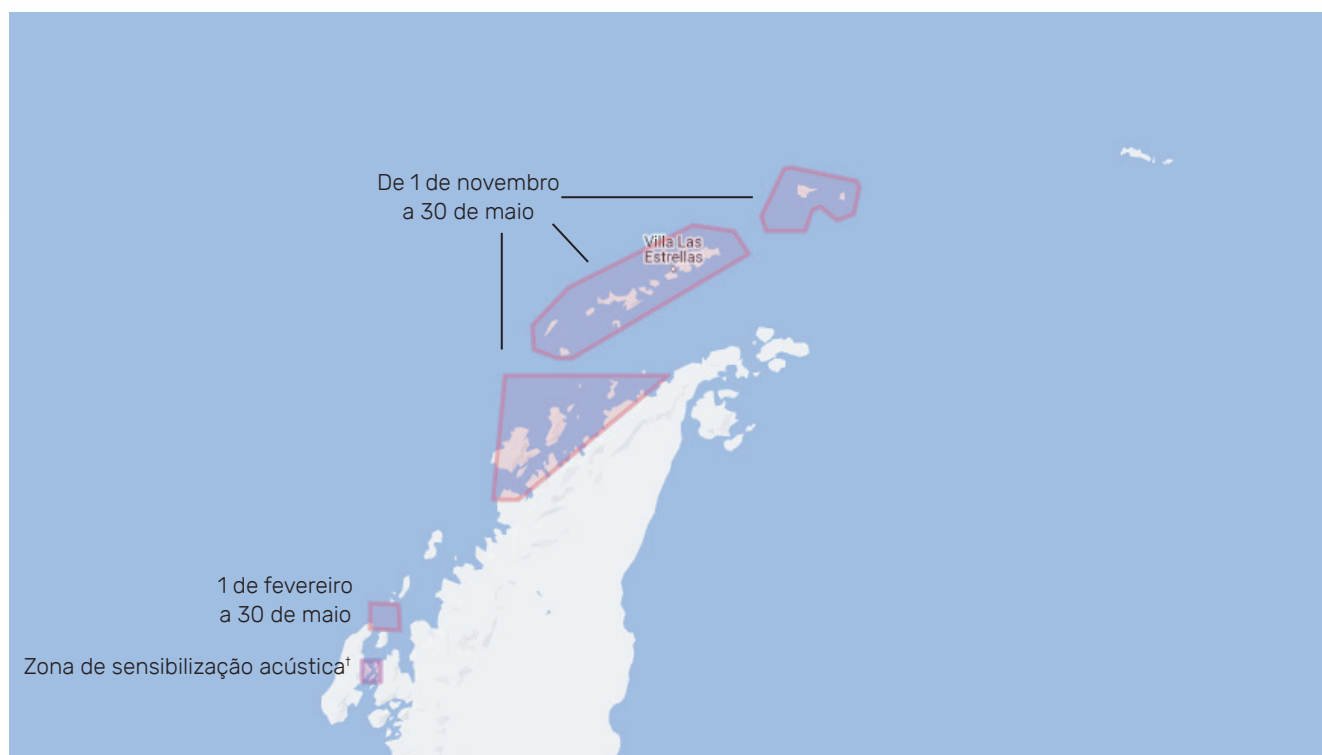 De 1 de novembro
a 30 de maio
Villa Las
Estrellas
1 de fevereiro
a 30 de maio
Zona de sensibilização acústica†